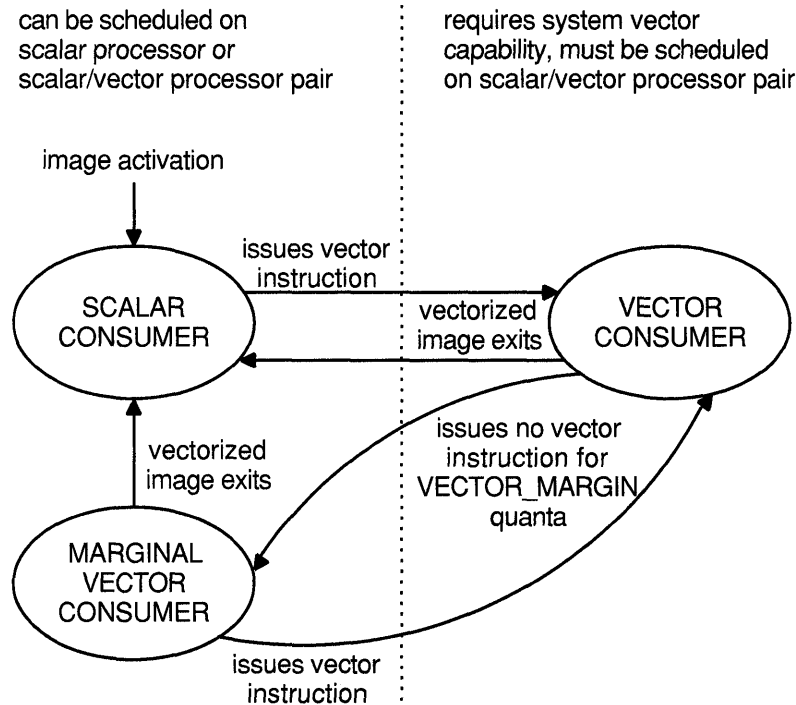 can be scheduled on
scalar processor or
scalar/vector processor pair
requires system vector
capability, must be scheduled
on scalar/vector processor pair
image activation
issues vector
instruction
SCALAR
CONSUMER
vectorized
image exits
VECTOR
CONSUMER
vectorized
image exits
issues no vector
instruction for
VECTOR_MARGIN
quanta
MARGINAL
VECTOR
CONSUMER
issues vector
instruction